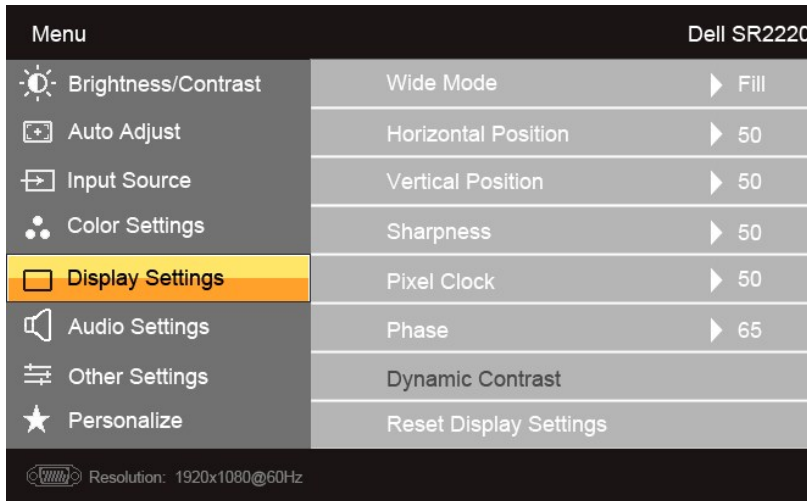 Menu Dell SR2220
Brightness/Contrast Wide Mode Fill
Auto Adjust Horizontal Position 50
Input Source Vertical Position 50
Color Settings Sharpness 50
Display Settings Pixel Clock 50
Audio Settings Phase 65
Other Settings Dynamic Contrast
Personalize Reset Display Settings
Resolution: 1920x1080@60Hz